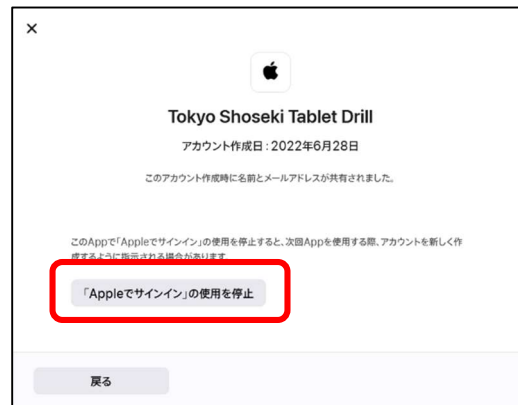 ×
Tokyo Shoseki Tablet Drill
アカウント作成日：2022年6月28日
このアカウント作成時に名前とメールアドレスが共有されました。
このAppで「Appleでサインイン」の使用を停止すると、次回Appを使用する際、アカウントを新しく作
成するように指示される場合があります。
「Appleでサインイン」の使用を停止
戻る